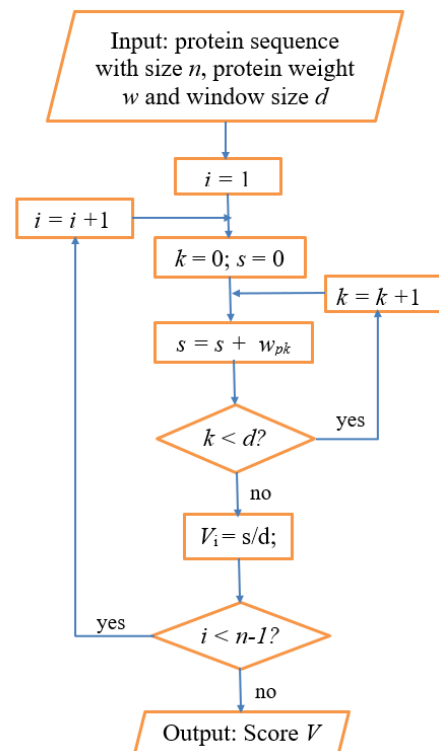 Input: protein sequence
with size n, protein weight
w and window size d
i = 1
i = i +1
k = 0; s = 0
k = k +1
s = s + wpk
k < d?
yes
no
Vi = s/d;
yes
i < n-1?
no
Output: Score V